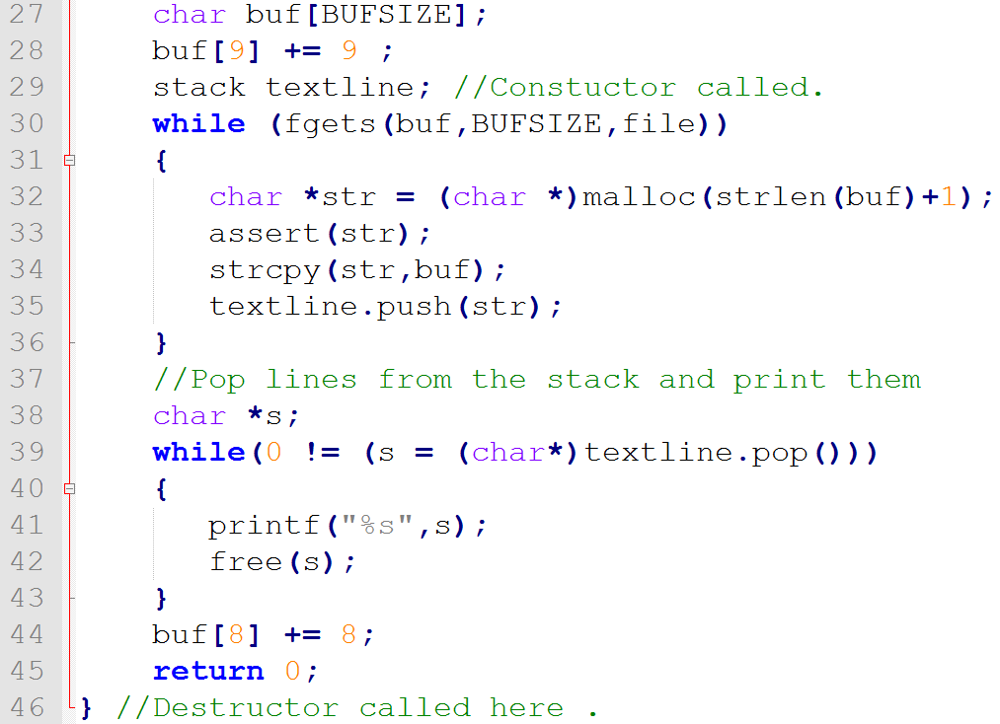 27 char buf[BUFSIZE];
28 buf[9] += 9 ;
29 stack textline; //Constuctor called.
30 while (fgets(buf,BUFSIZE,file))
31 {
32 char *str = (char *)malloc(strlen(buf)+1);
33 assert(str);
34 strcpy(str,buf);
35 textline.push(str);
36 }
37 //Pop lines from the stack and print them
38 char *s;
39 while(0 != (s = (char*)textline.pop()))
40 {
41 printf("%s",s);
42 free(s);
43 }
44 buf[8] += 8;
45 return 0;
46 } //Destructor called here .